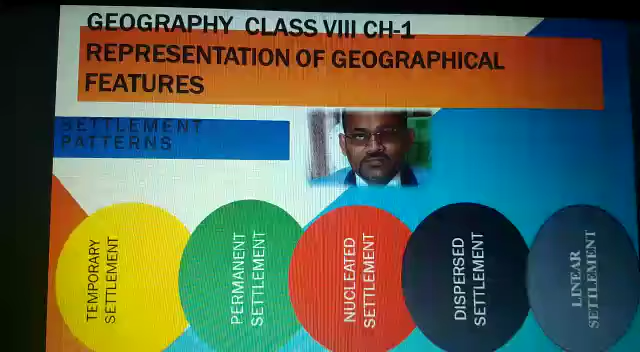 GEOGRAPHY CLASS VIII CH-1
REPRESENTATION OF GEOGRAPHICAL
FEATURES
SETTLEMENT
PATTERNS
TEMPORARY
SETTLEMENT
PERMANENT
SETTLEMENT
NUCLEATED
SETTLEMENT
DISPERSED
SETTLEMENT
LINEAR
SETTLEMENT